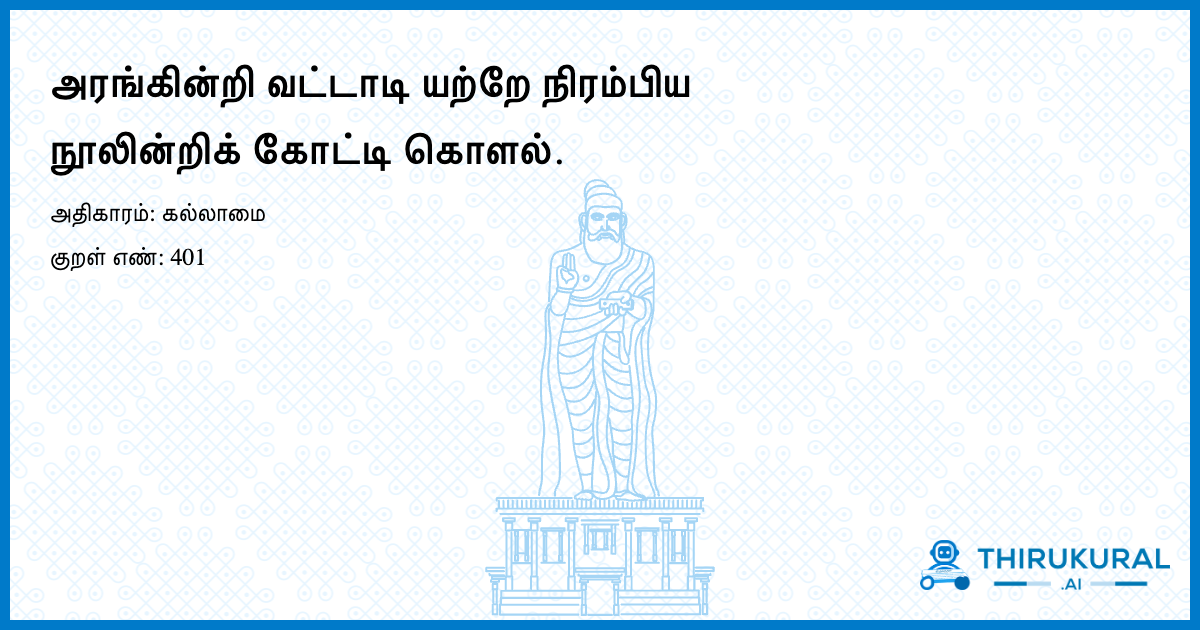 அரங்கின்றி வட்டாடி யற்றே நிரம்பிய
நூலின்றிக் கோட்டி கொளல்.
அதிகாரம்: கல்லாமை
குறள் எண்: 401
THIRUKURAL
.AI